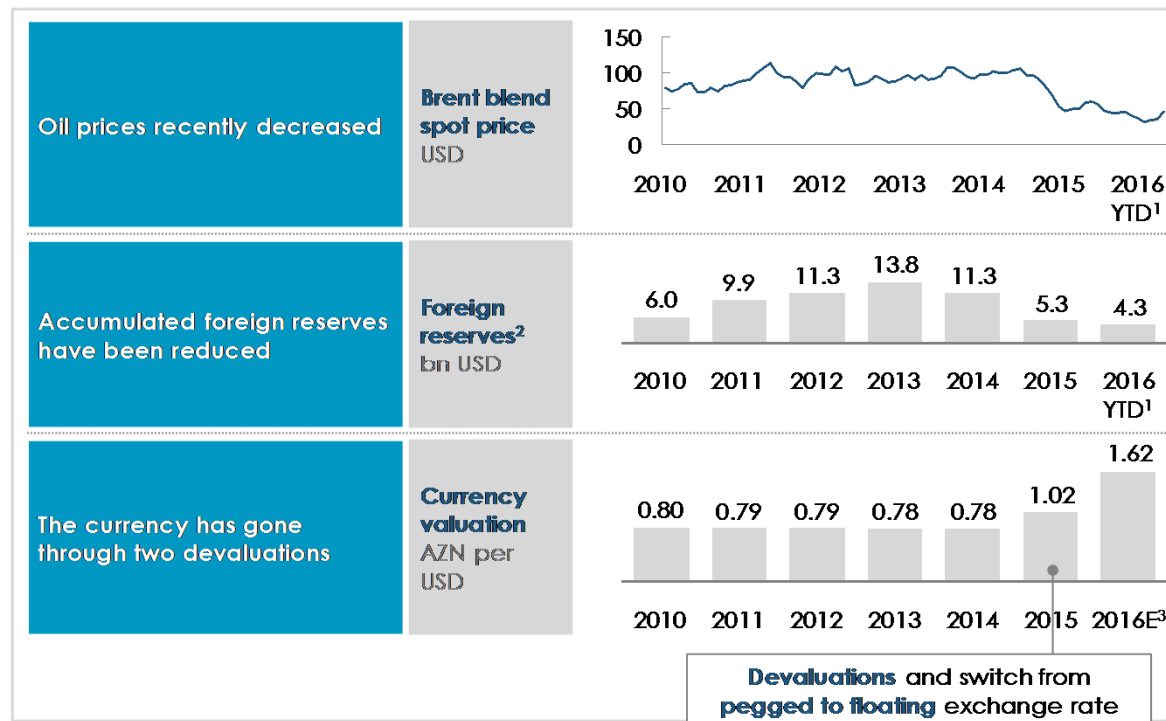 Oil prices recently decreased
Brent blend
spot price
USD
150
100
50
0
2010 2011 2012 2013 2014 2015 2016
YTD¹
Accumulated foreign reserves
have been reduced
Foreign
reserves²
bn USD
6.0 9.9 11.3 13.8 11.3 5.3 4.3
2010 2011 2012 2013 2014 2015 2016
YTD¹
The currency has gone
through two devaluations
Currency
valuation
AZN per
USD
0.80 0.79 0.79 0.78 0.78 1.02 1.62
2010 2011 2012 2013 2014 2015 2016E³
Devaluations and switch from
pegged to floating exchange rate